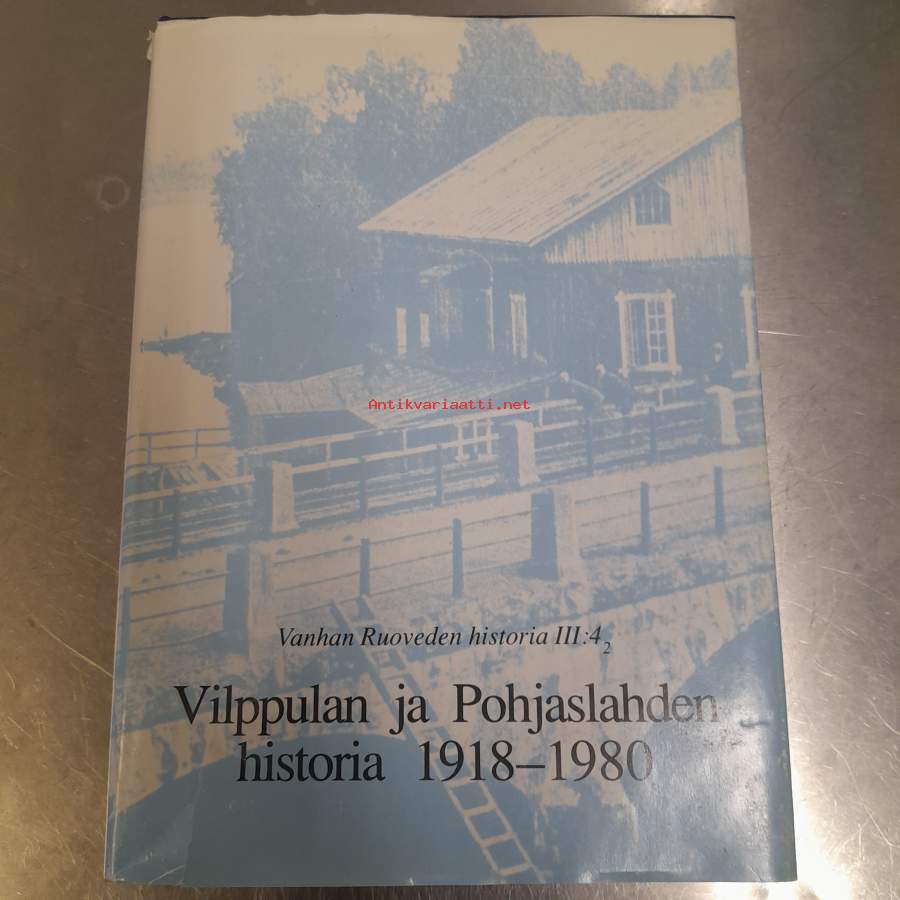 Antikvariaatti.net
Vanhan Ruoveden historia III:4₂
Vilppulan ja Pohjaslahden
historia 1918–1980